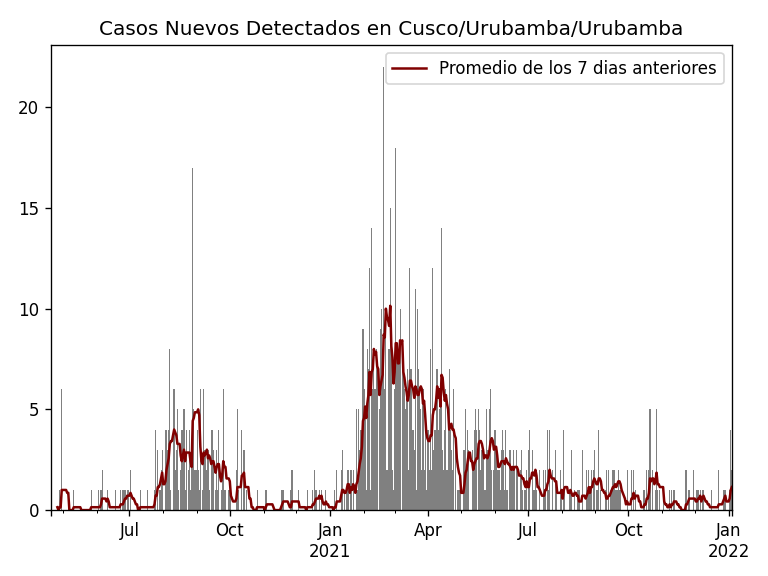 Casos Nuevos Detectados en Cusco/Urubamba/Urubamba
Promedio de los 7 dias anteriores
20
15
10
5
0
Jul Oct Jan Apr Jul Oct Jan
2021 2022